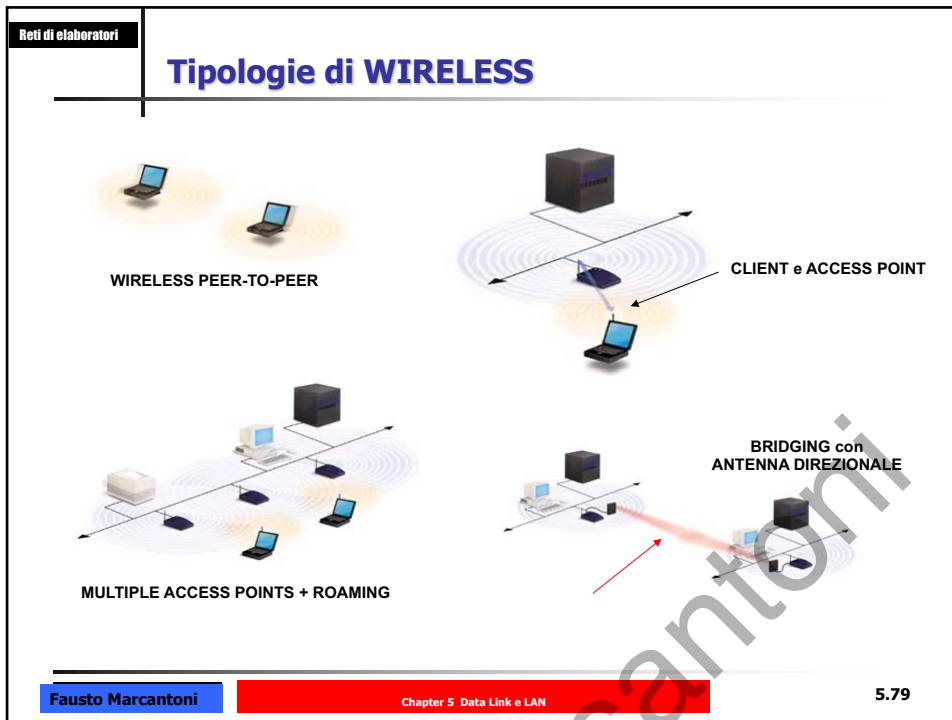 Reti di elaboratori
Tipologie di WIRELESS
WIRELESS PEER-TO-PEER
CLIENT e ACCESS POINT
MULTIPLE ACCESS POINTS + ROAMING
BRIDGING con
ANTENNA DIREZIONALE
Fausto Marcantoni
Chapter 5 Data Link e LAN
5.79
cantoni